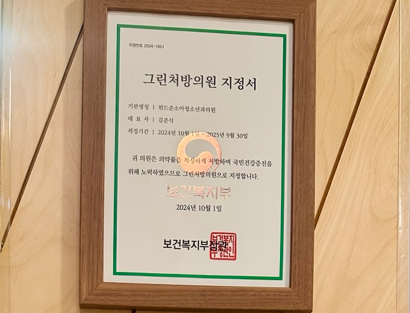 지정번호 2024-1851
그린처방의원 지정서
기관명칭 | 위드준소아청소년과의원
대 표 자 | 김준식
지정기간 | 2024년 10월 1일 ~ 2025년 9월 30일
귀 의원은 의약품을 적정하게 처방하여 국민건강증진을
위해 노력하였으므로 그린처방의원으로 지정합니다.
보건복지부
2024년 10월 1일
보건복지부장관